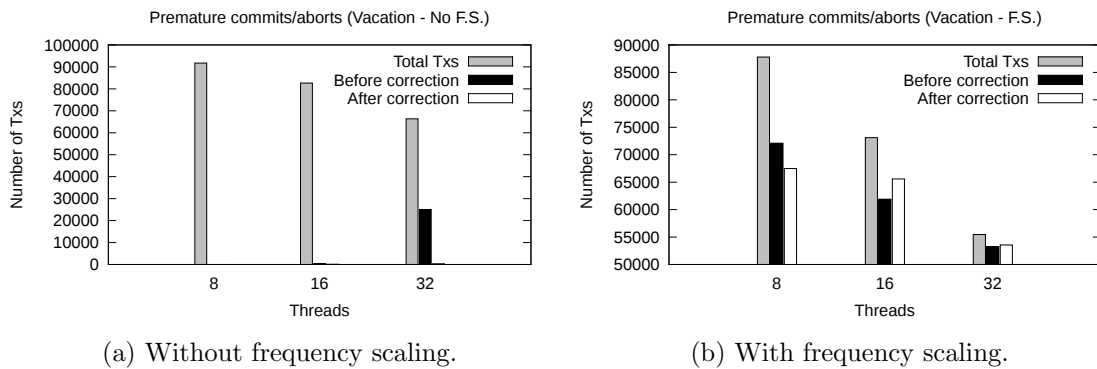 Premature commits/aborts (Vacation - No F.S.)
100000
90000
80000
70000
60000
50000
40000
30000
20000
10000
0
Number of Txs
Total Txs
Before correction
After correction
8 16 32
Threads
(a) Without frequency scaling.
Premature commits/aborts (Vacation - F.S.)
90000
85000
80000
75000
70000
65000
60000
55000
50000
Number of Txs
Total Txs
Before correction
After correction
8 16 32
Threads
(b) With frequency scaling.